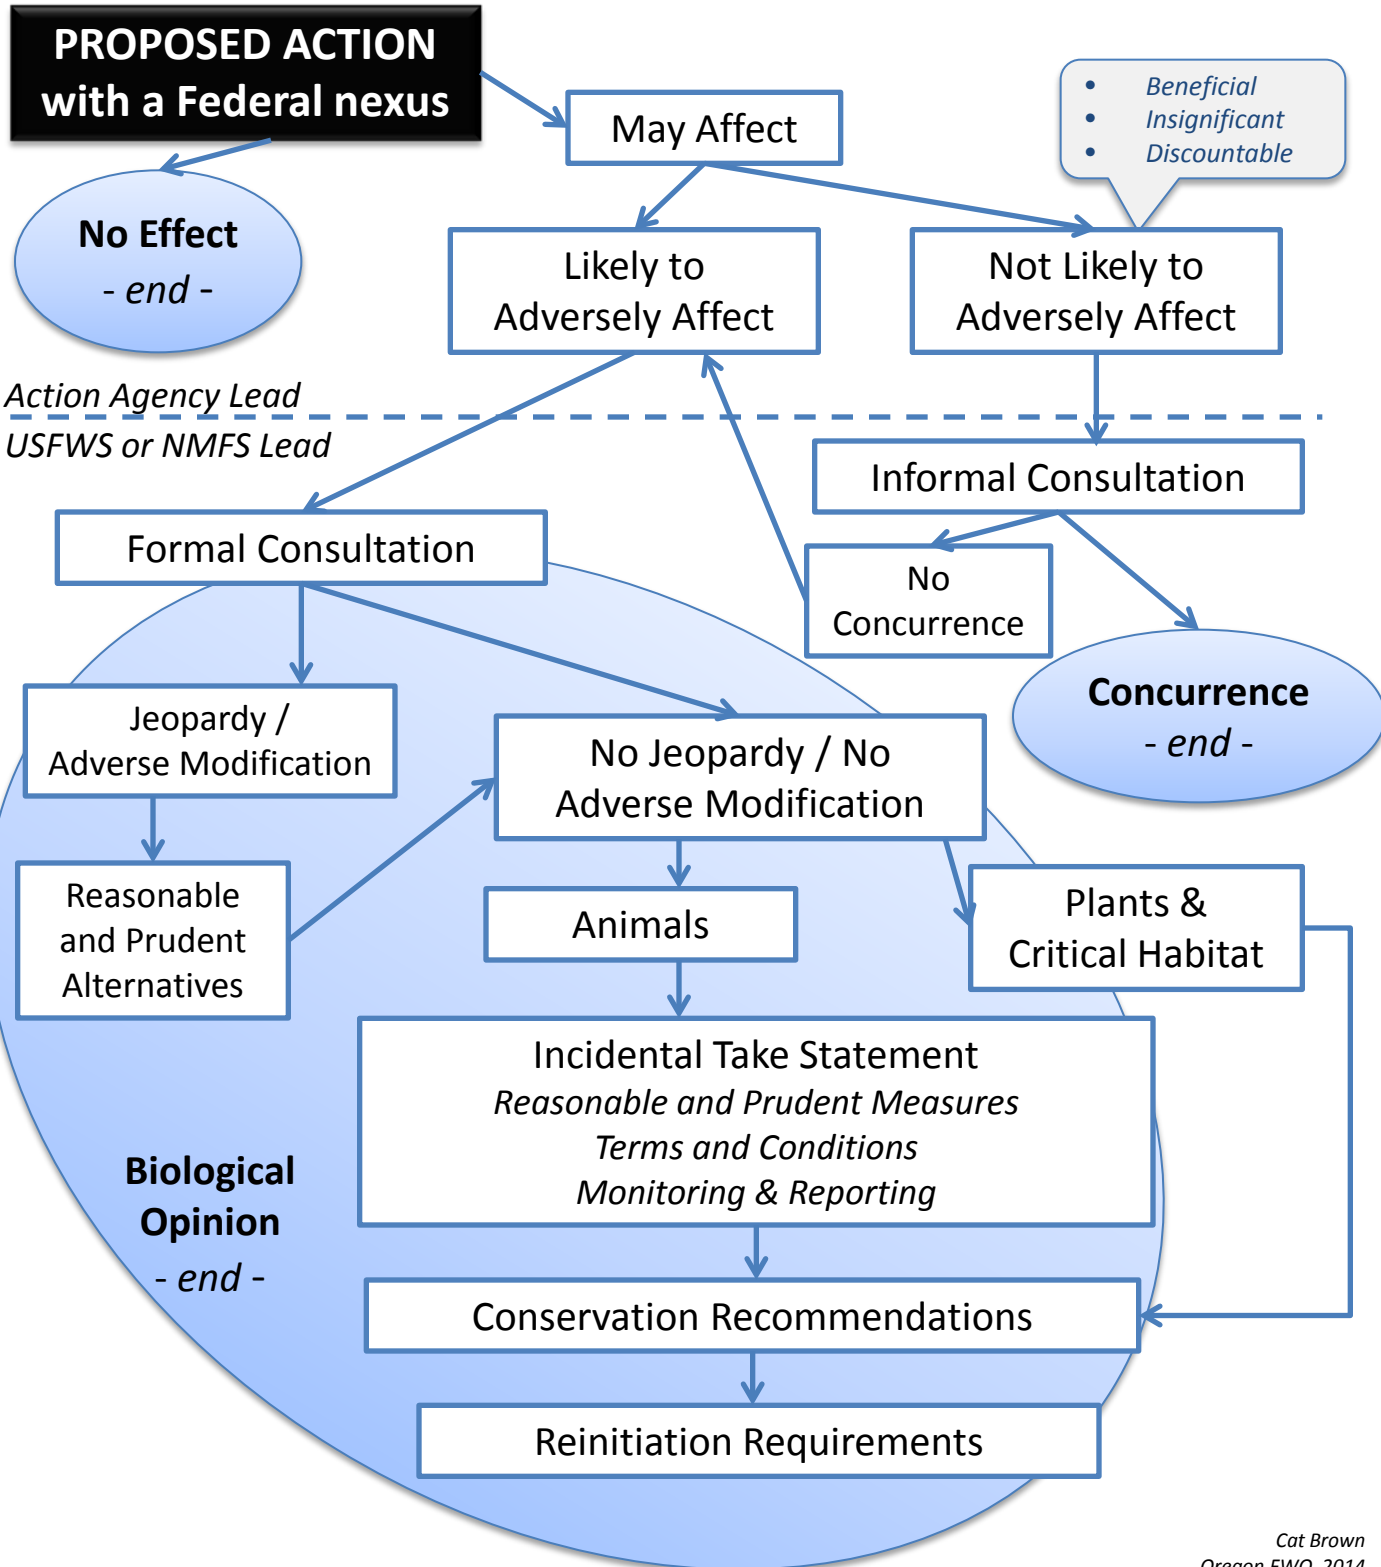 PROPOSED ACTION
with a Federal nexus
May Affect
• Beneficial
• Insignificant
• Discountable
No Effect
- end -
Likely to
Adversely Affect
Not Likely to
Adversely Affect
Action Agency Lead
USFWS or NMFS Lead
Informal Consultation
Formal Consultation
No
Concurrence
Concurrence
- end -
Jeopardy /
Adverse Modification
No Jeopardy / No
Adverse Modification
Reasonable
and Prudent
Alternatives
Animals
Plants &
Critical Habitat
Incidental Take Statement
Reasonable and Prudent Measures
Terms and Conditions
Monitoring & Reporting
Biological
Opinion
- end -
Conservation Recommendations
Reinitiation Requirements
Cat Brown
Oregon FWO, 2014